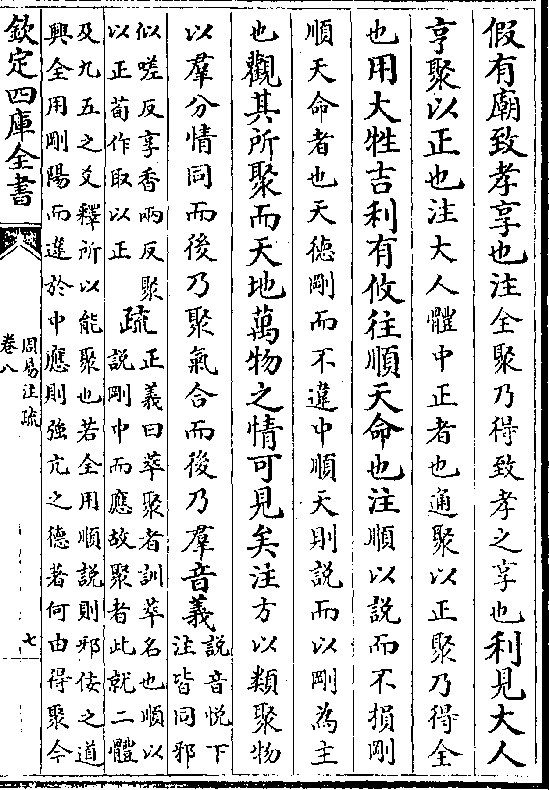 假有廟致孝享也注全聚乃得致孝之享也利見大人
亨聚以正也注大人體中正者也通聚以正聚乃得全
也用大牲吉利有攸往順天命也注順以說而不損剛
順天命者也天德剛而不違中順天則說而以剛為主
也觀其所聚而天地萬物之情可見矣注方以類聚物
以羣分情同而後乃聚氣合而後乃羣音義
說音悅下
注皆同邪
似嗟反享香兩反聚
以正荀作取以正
疏
正義曰萃聚者訓萃名也順以
說剛中而應故聚者此就二體
及九五之爻釋所以能聚也若全用順說則邪佞之道
興全用剛陽而違於中應則強亢之德著何由得聚今
欽定四庫全書
周易注疏
卷八
七